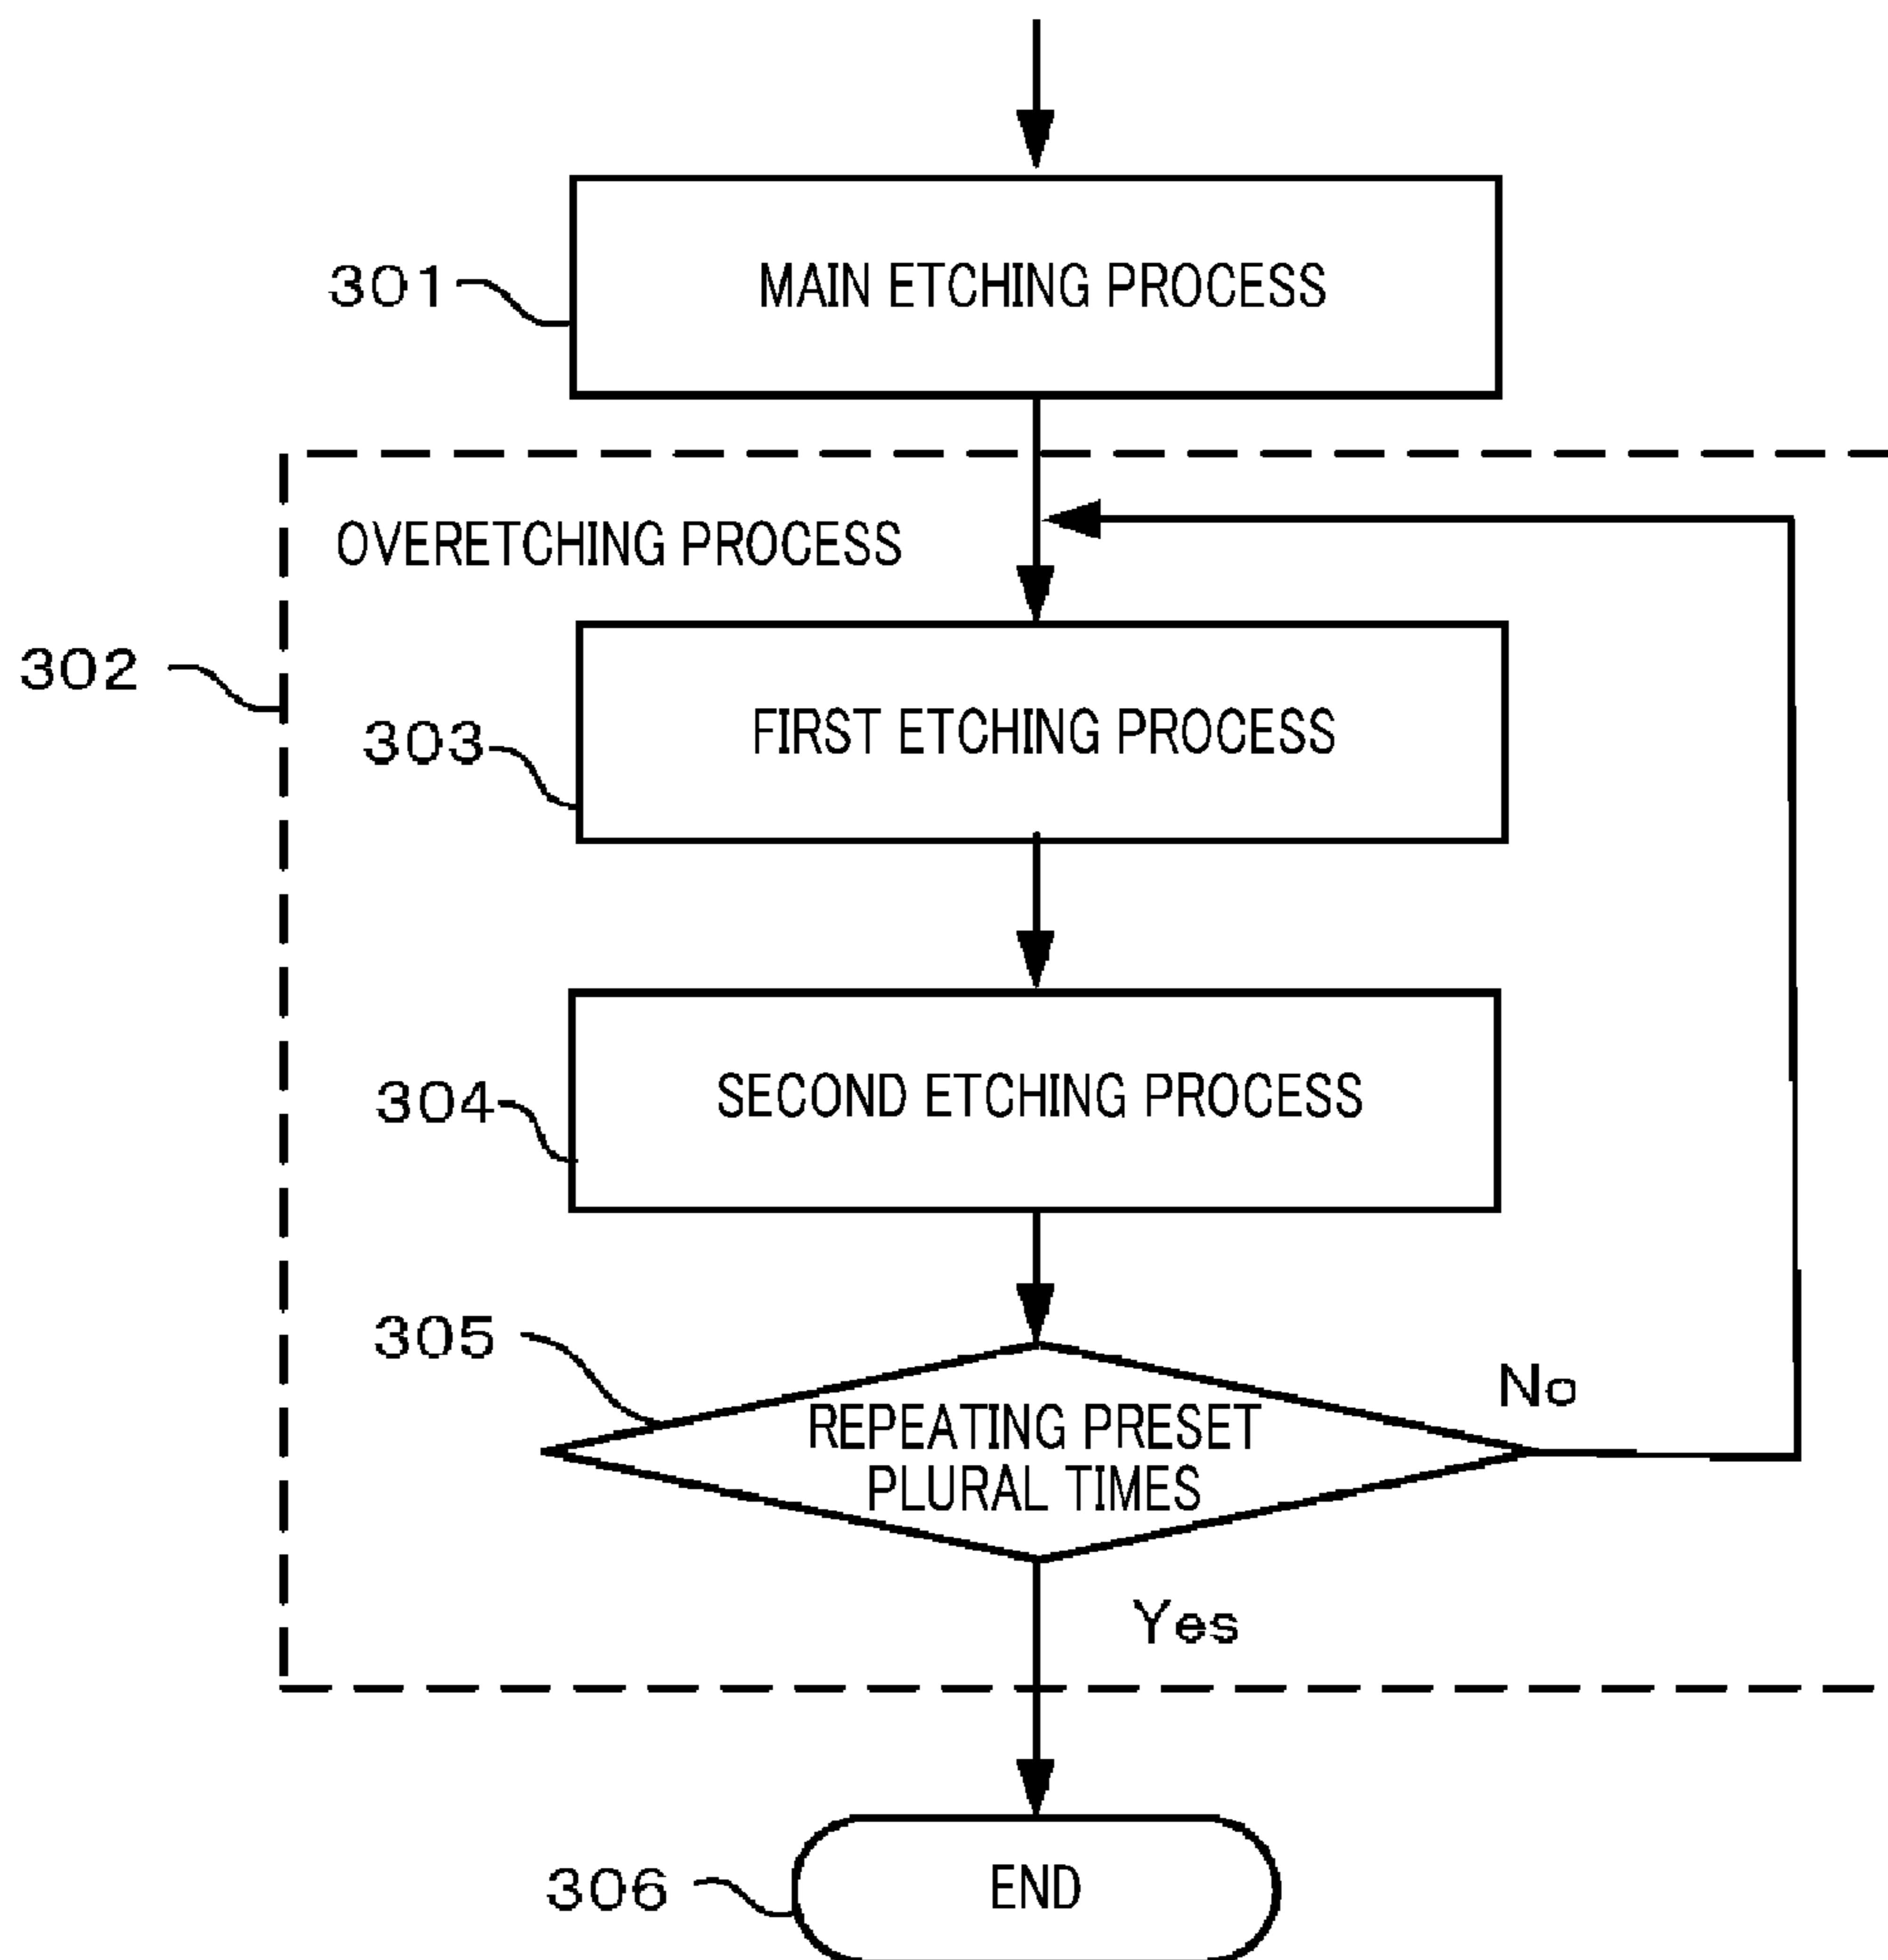 301
MAIN ETCHING PROCESS
OVERETCHING PROCESS
302
303
FIRST ETCHING PROCESS
304
SECOND ETCHING PROCESS
305
REPEATING PRESET
PLURAL TIMES
No
Yes
306
END